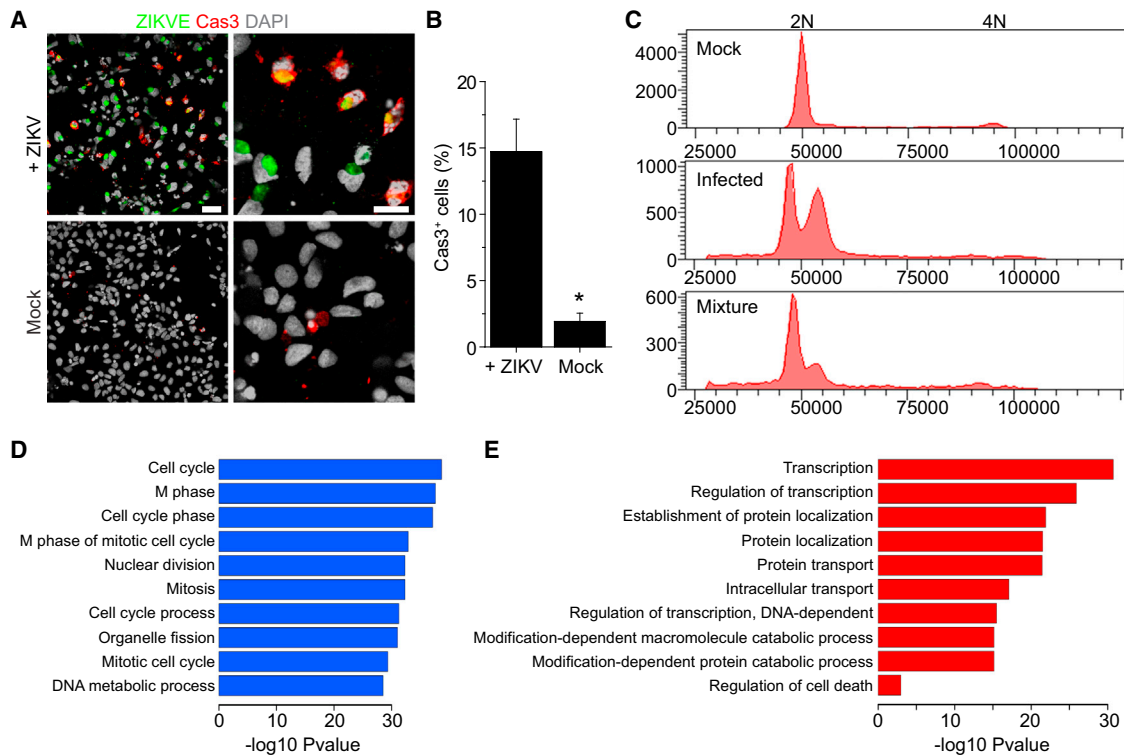 A
ZIKVE Cas3 DAPI
+ ZIKV
Mock
B
Cas3+ cells (%)
20
15
10
5
0
*
+ ZIKV Mock
C
2N 4N
Mock
4000
2000
0
25000 50000 75000 100000
Infected
1000
500
0
25000 50000 75000 100000
Mixture
600
300
0
25000 50000 75000 100000
D
Cell cycle
M phase
Cell cycle phase
M phase of mitotic cell cycle
Nuclear division
Mitosis
Cell cycle process
Organelle fission
Mitotic cell cycle
DNA metabolic process
0 10 20 30
-log10 Pvalue
E
Transcription
Regulation of transcription
Establishment of protein localization
Protein localization
Protein transport
Intracellular transport
Regulation of transcription, DNA-dependent
Modification-dependent macromolecule catabolic process
Modification-dependent protein catabolic process
Regulation of cell death
0 10 20 30
-log10 Pvalue